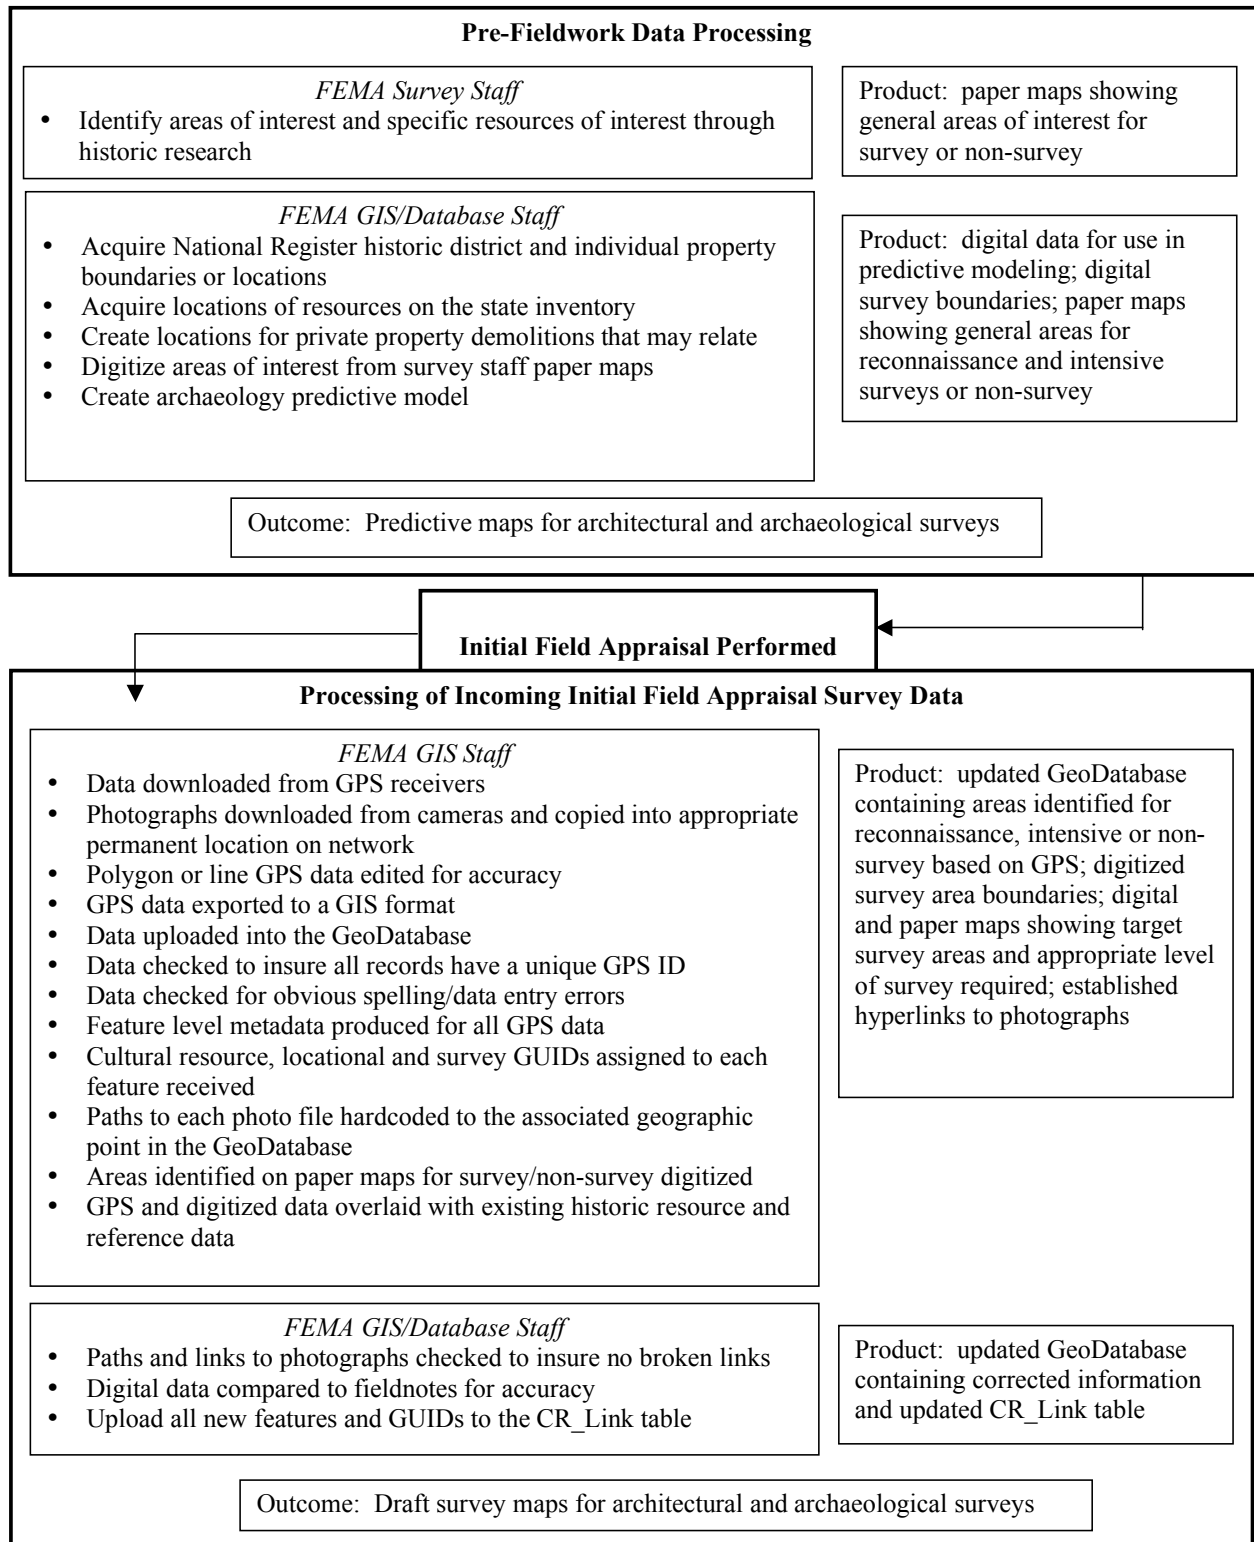 Pre-Fieldwork Data Processing
FEMA Survey Staff
• Identify areas of interest and specific resources of interest through
historic research
Product:  paper maps showing
general areas of interest for
survey or non-survey
FEMA GIS/Database Staff
• Acquire National Register historic district and individual property
boundaries or locations
• Acquire locations of resources on the state inventory
• Create locations for private property demolitions that may relate
• Digitize areas of interest from survey staff paper maps
• Create archaeology predictive model
Product:  digital data for use in
predictive modeling; digital
survey boundaries; paper maps
showing general areas for
reconnaissance and intensive
surveys or non-survey
Outcome:  Predictive maps for architectural and archaeological surveys
Initial Field Appraisal Performed
Processing of Incoming Initial Field Appraisal Survey Data
FEMA GIS Staff
• Data downloaded from GPS receivers
• Photographs downloaded from cameras and copied into appropriate
permanent location on network
• Polygon or line GPS data edited for accuracy
• GPS data exported to a GIS format
• Data uploaded into the GeoDatabase
• Data checked to insure all records have a unique GPS ID
• Data checked for obvious spelling/data entry errors
• Feature level metadata produced for all GPS data
• Cultural resource, locational and survey GUIDs assigned to each
feature received
• Paths to each photo file hardcoded to the associated geographic
point in the GeoDatabase
• Areas identified on paper maps for survey/non-survey digitized
• GPS and digitized data overlaid with existing historic resource and
reference data
Product:  updated GeoDatabase
containing areas identified for
reconnaissance, intensive or non-
survey based on GPS; digitized
survey area boundaries; digital
and paper maps showing target
survey areas and appropriate level
of survey required; established
hyperlinks to photographs
FEMA GIS/Database Staff
• Paths and links to photographs checked to insure no broken links
• Digital data compared to fieldnotes for accuracy
• Upload all new features and GUIDs to the CR_Link table
Product:  updated GeoDatabase
containing corrected information
and updated CR_Link table
Outcome:  Draft survey maps for architectural and archaeological surveys